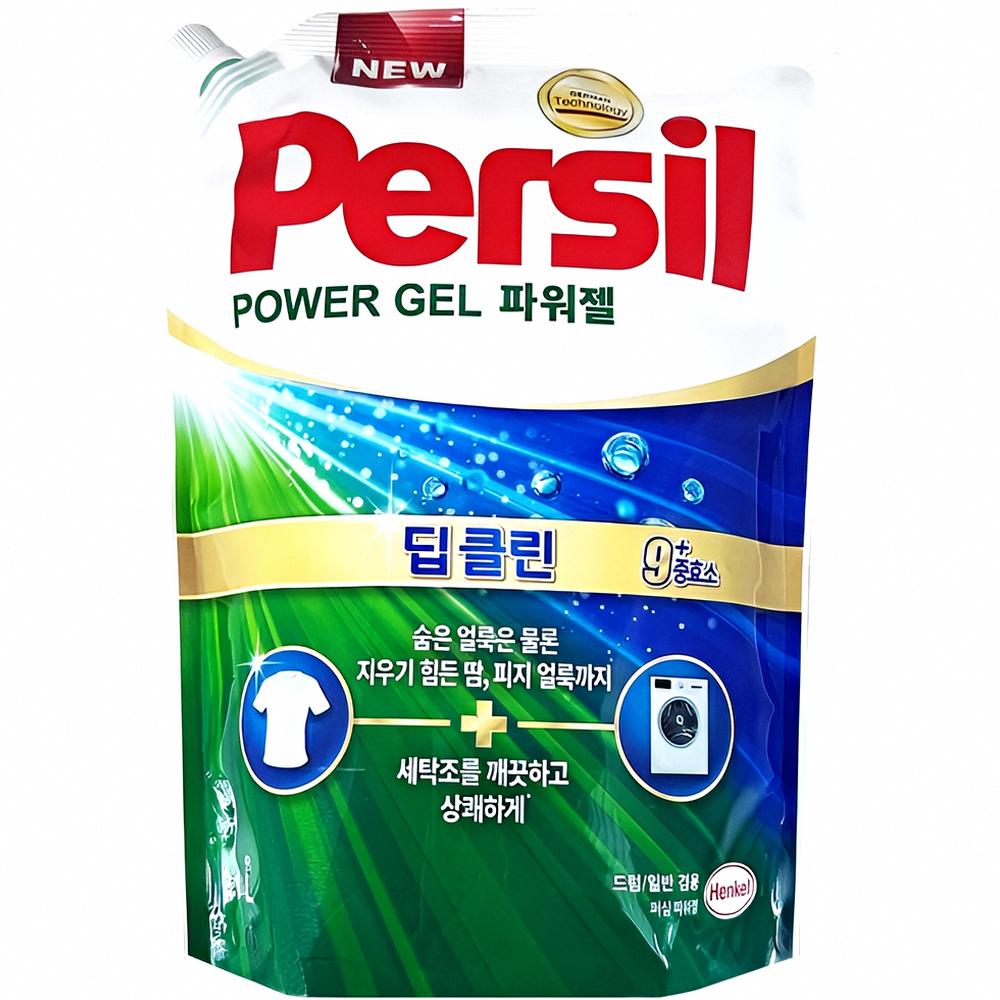 NEW
Technology
Persil
POWER GEL 파워젤
딥 클린
9+
중효소
숨은 얼룩은 물론
지우기 힘든 땀, 피지 얼룩까지
세탁조를 깨끗하고
상쾌하게*
드럼/일반 겸용
Henkel